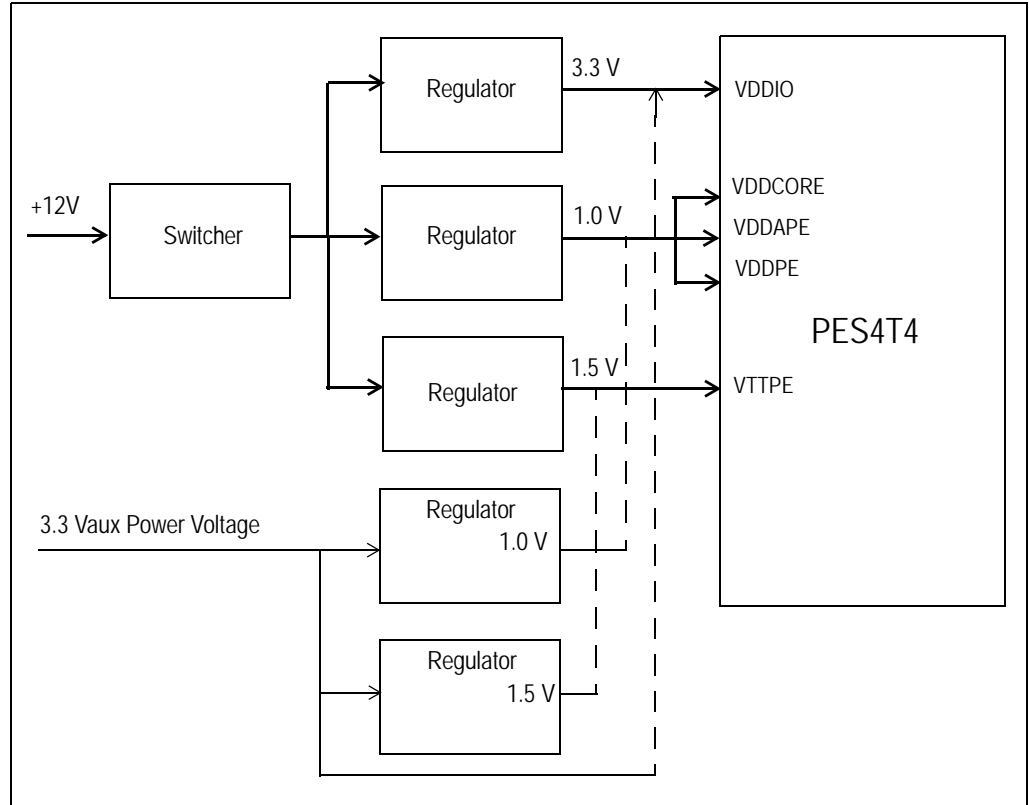 3.3 V
Regulator
VDDIO
VDDCORE
+12V
1.0 V
Switcher
Regulator
VDDAPE
VDDPE
PES4T4
1.5 V
Regulator
VTTPE
Regulator
3.3 Vaux Power Voltage
1.0 V
Regulator
1.5 V